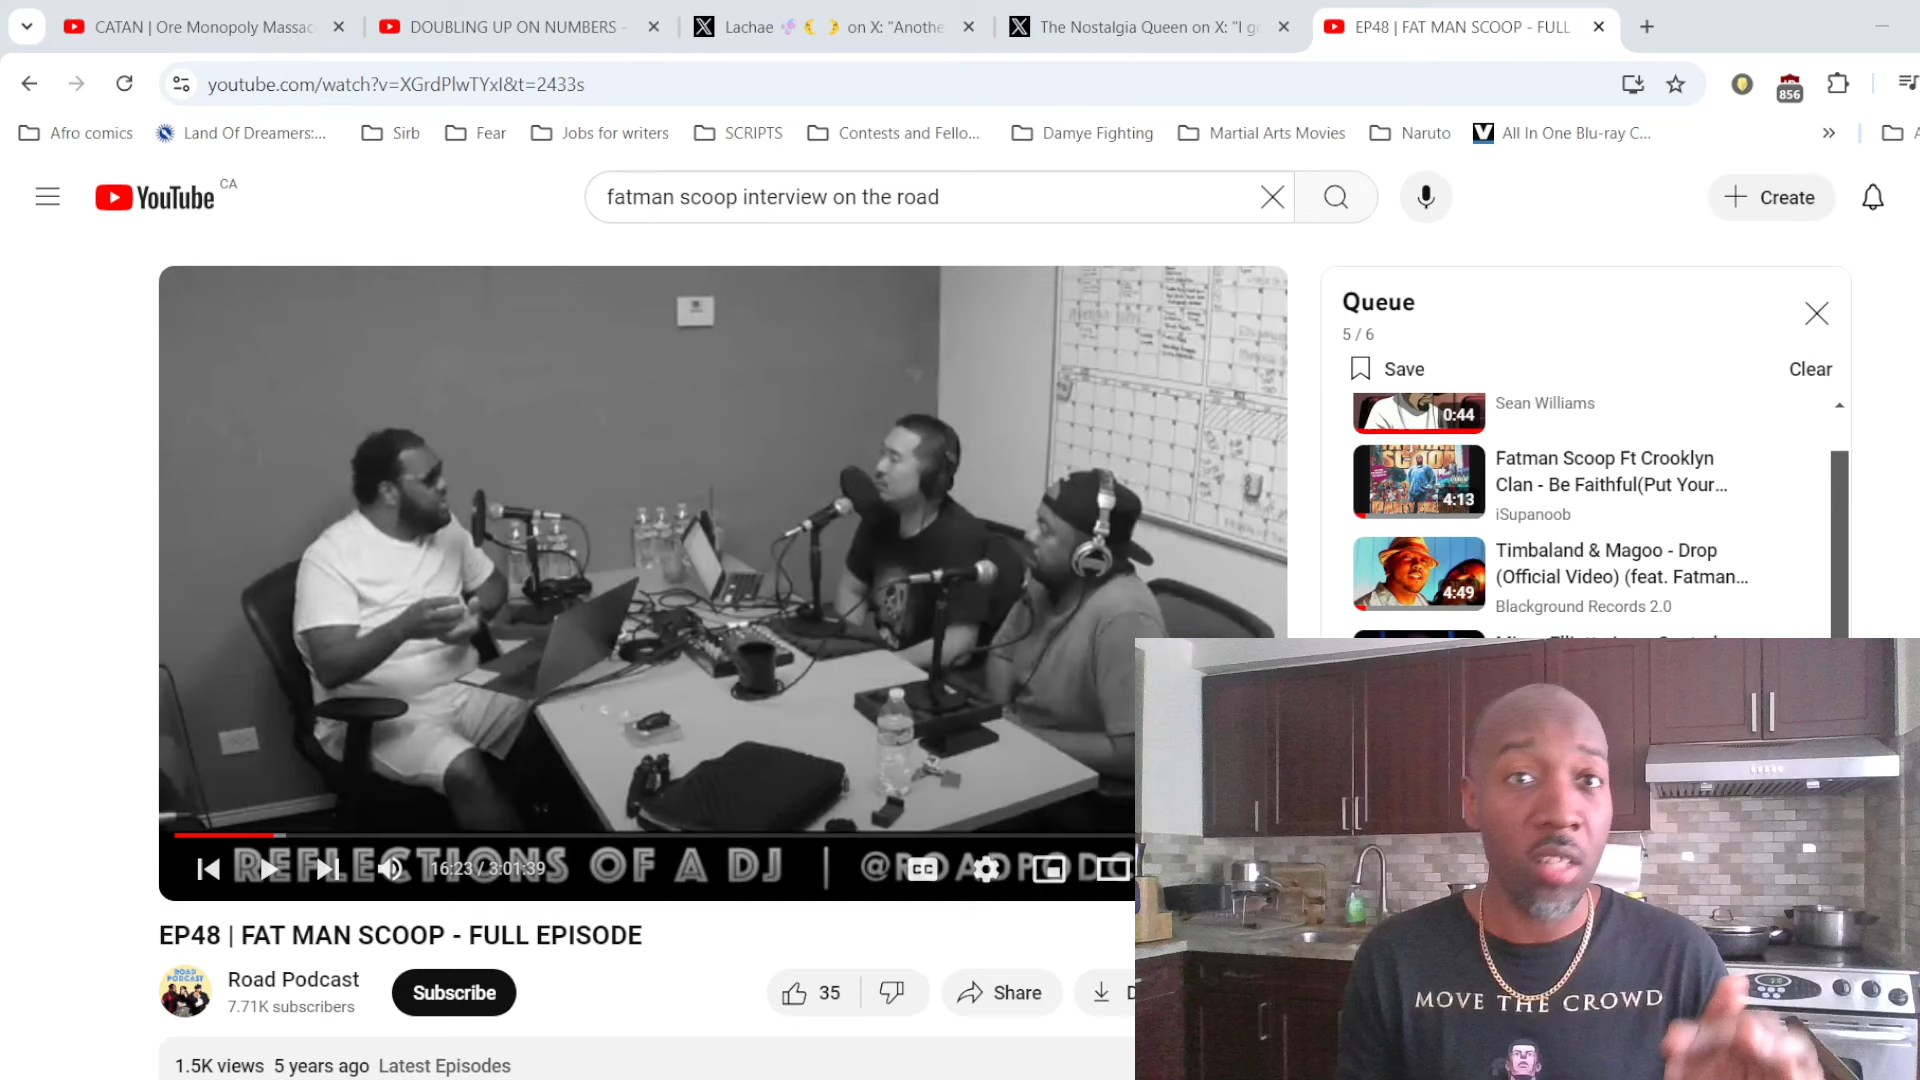 CATAN | Ore Monopoly Massac
DOUBLING UP ON NUMBERS -
Lachae on X: "Anothe
The Nostalgia Queen on X: "I go
EP48 | FAT MAN SCOOP - FULL
youtube.com/watch?v=XGrdPlwTYxI&t=2433s
856
Afro comics
Land Of Dreamers:...
Sirb
Fear
Jobs for writers
SCRIPTS
Contests and Fello...
Damye Fighting
Martial Arts Movies
Naruto
All In One Blu-ray C...
YouTube CA
fatman scoop interview on the road
Create
Queue
5 / 6
Save
Clear
0:44
Sean Williams
4:13
Fatman Scoop Ft Crooklyn
Clan - Be Faithful(Put Your...
iSupanoob
4:49
Timbaland & Magoo - Drop
(Official Video) (feat. Fatman...
Blackground Records 2.0
REFLECTIONS OF A DJ | @ROADPODC
16:23 / 3:01:39
EP48 | FAT MAN SCOOP - FULL EPISODE
Road Podcast
7.71K subscribers
Subscribe
35
Share
D
1.5K views 5 years ago Latest Episodes
MOVE THE CROWD